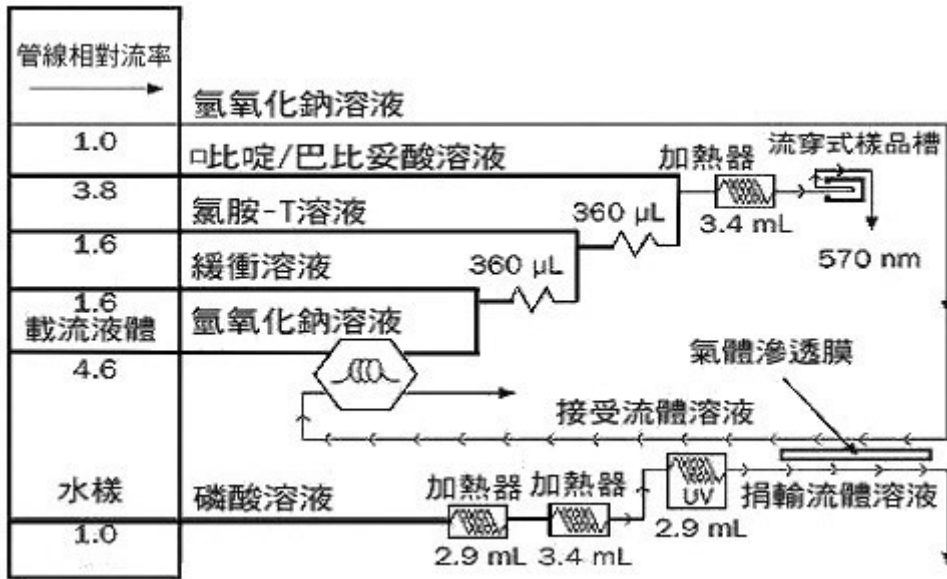 管線相對流率
氫氧化鈉溶液
1.0
口比啶/巴比妥酸溶液
加熱器
流穿式樣品槽
3.8
氯胺-T溶液
360 μL
3.4 mL
1.6
緩衝溶液
360 μL
570 nm
1.6
載流液體
氫氧化鈉溶液
4.6
氣體滲透膜
接受流體溶液
水樣
磷酸溶液
加熱器 加熱器
UV
捐輸流體溶液
1.0
2.9 mL 3.4 mL
2.9 mL